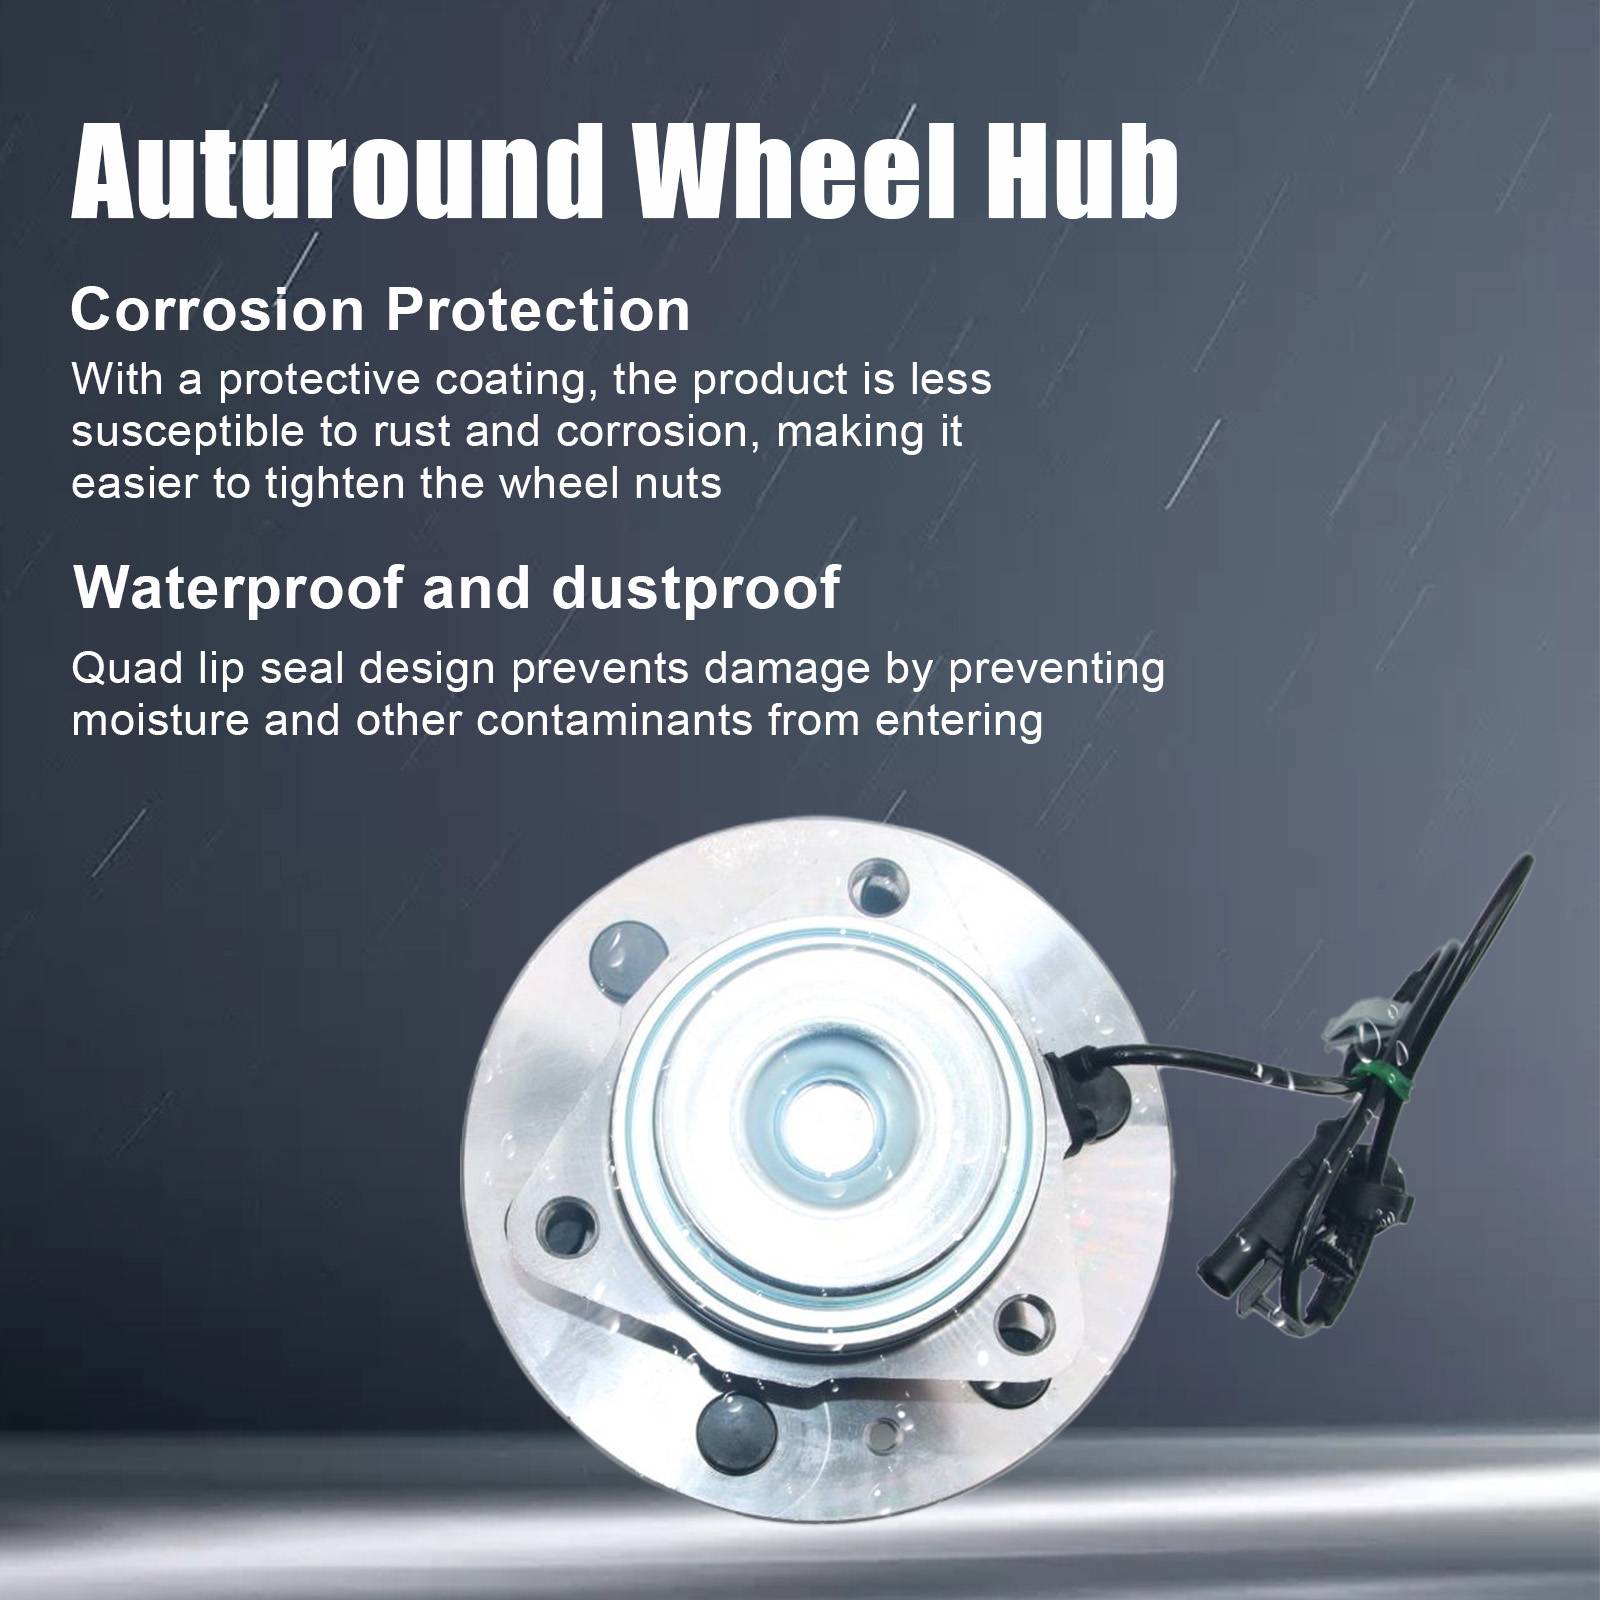 Auturound Wheel Hub
Corrosion Protection
With a protective coating, the product is less
susceptible to rust and corrosion, making it
easier to tighten the wheel nuts
Waterproof and dustproof
Quad lip seal design prevents damage by preventing
moisture and other contaminants from entering